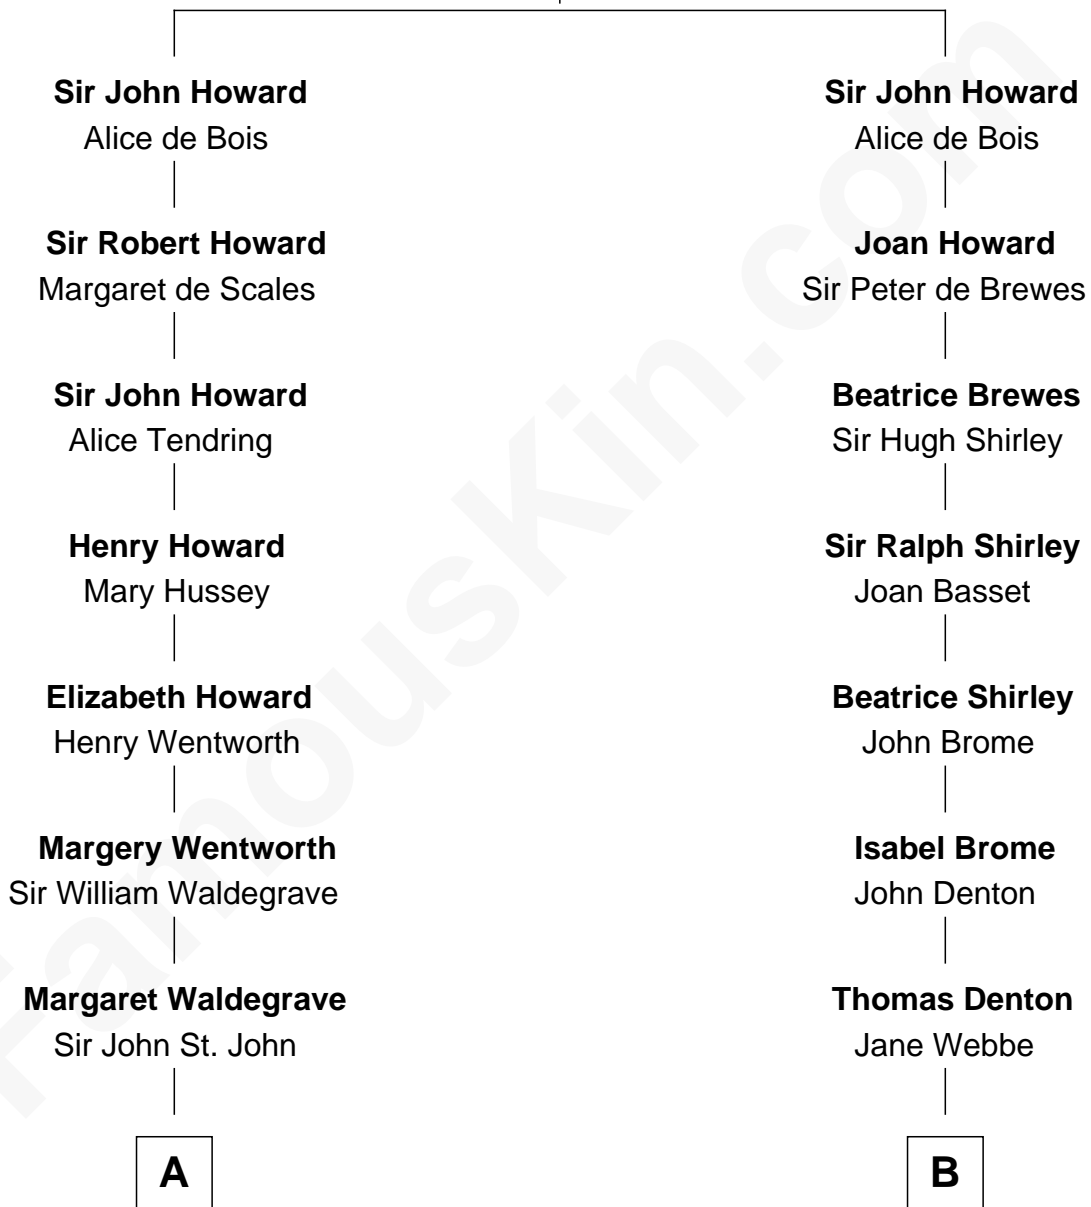 Sir John Howard
Alice de Bois
Sir Robert Howard
Margaret de Scales
Sir John Howard
Alice Tendring
Henry Howard
Mary Hussey
Elizabeth Howard
Henry Wentworth
Margery Wentworth
Sir William Waldegrave
Margaret Waldegrave
Sir John St. John
A
Sir John Howard
Alice de Bois
Joan Howard
Sir Peter de Brewes
Beatrice Brewes
Sir Hugh Shirley
Sir Ralph Shirley
Joan Basset
Beatrice Shirley
John Brome
Isabel Brome
John Denton
Thomas Denton
Jane Webbe
B
FamousKin.com